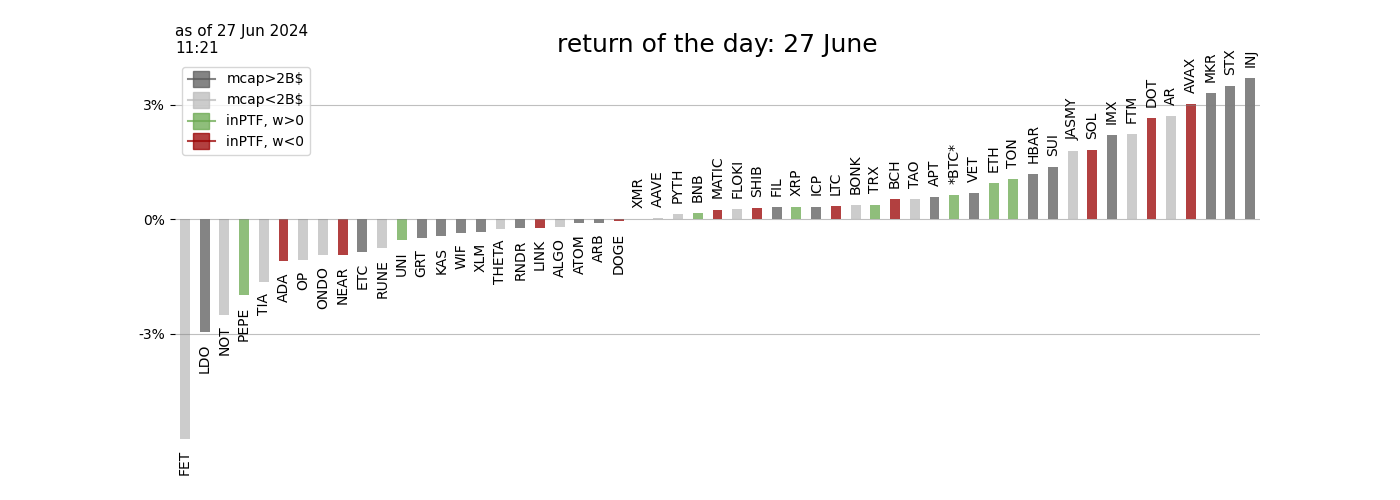 as of 27 Jun 2024
11:21
return of the day: 27 June
mcap>2B$
mcap<2B$
inPTF, w>0
inPTF, w<0
3%
0%
-3%
FET
LDO
NOT
PEPE
TIA
ADA
OP
ONDO
NEAR
ETC
RUNE
UNI
GRT
KAS
WIF
XLM
THETA
RNDR
LINK
ALGO
ATOM
ARB
DOGE
XMR
AAVE
PYTH
BNB
MATIC
FLOKI
SHIB
FIL
XRP
ICP
LTC
BONK
TRX
BCH
TAO
APT
*BTC*
VET
ETH
TON
HBAR
SUI
JASMY
SOL
IMX
FTM
DOT
AR
AVAX
MKR
STX
INJ